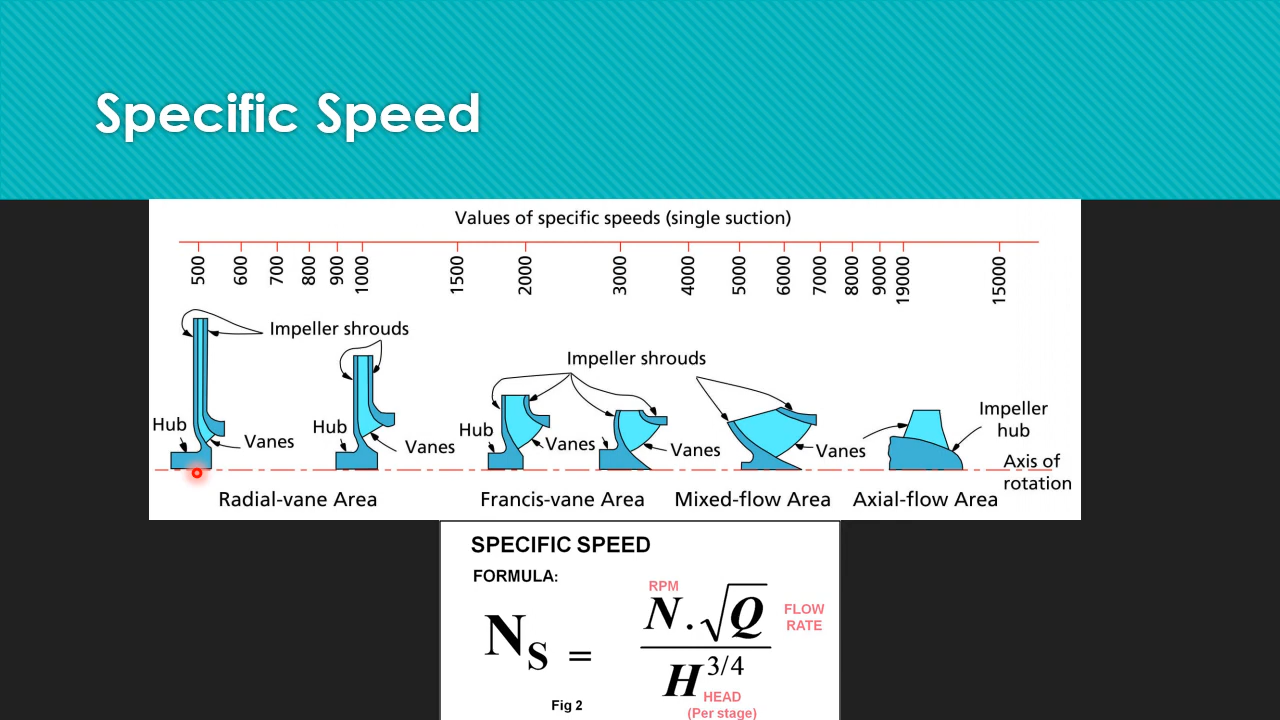 Specific Speed
Values of specific speeds (single suction)
500 600 700 800 900 1000 1500 2000 3000 4000 5000 6000 7000 8000 9000 19000 15000
Impeller shrouds
Impeller shrouds
Hub
Vanes
Hub
Vanes
Hub
Vanes
Vanes
Vanes
Impeller
hub
Axis of
rotation
Radial-vane Area
Francis-vane Area
Mixed-flow Area
Axial-flow Area
SPECIFIC SPEED
FORMULA:
RPM
N_S = N.√Q / H^3/4
FLOW
RATE
HEAD
(Per stage)
Fig 2